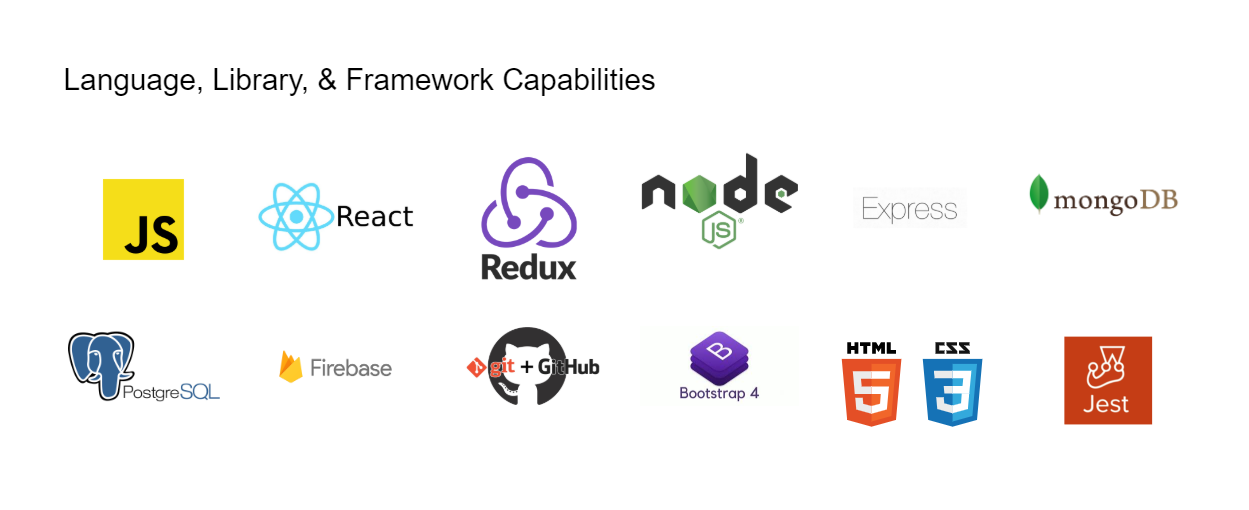 Language, Library, & Framework Capabilities
JS
React
Redux
node
JS
®
Express
mongoDB
PostgreSQL
Firebase
git + GitHub
B
Bootstrap 4
HTML
5
CSS
3
Jest